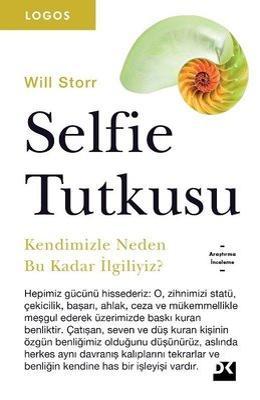 LOGOS
Will Storr
Selfie
Tutkusu
Kendimizle Neden
Bu Kadar İlgiliyiz?
Araştırma
İnceleme
Hepimiz gücünü hissederiz: O, zihnimizi statü,
çekicilik, başarı, ahlak, ceza ve mükemmellikle
meşgul ederek üzerimizde baskı kuran
benliktir. Çatışan, seven ve düş kuran kişinin
özgün benliğimiz olduğunu düşünürüz, aslında
herkes aynı davranış kalıplarını tekrarlar ve
benliğin kendine has bir işleyişi vardır.
DK